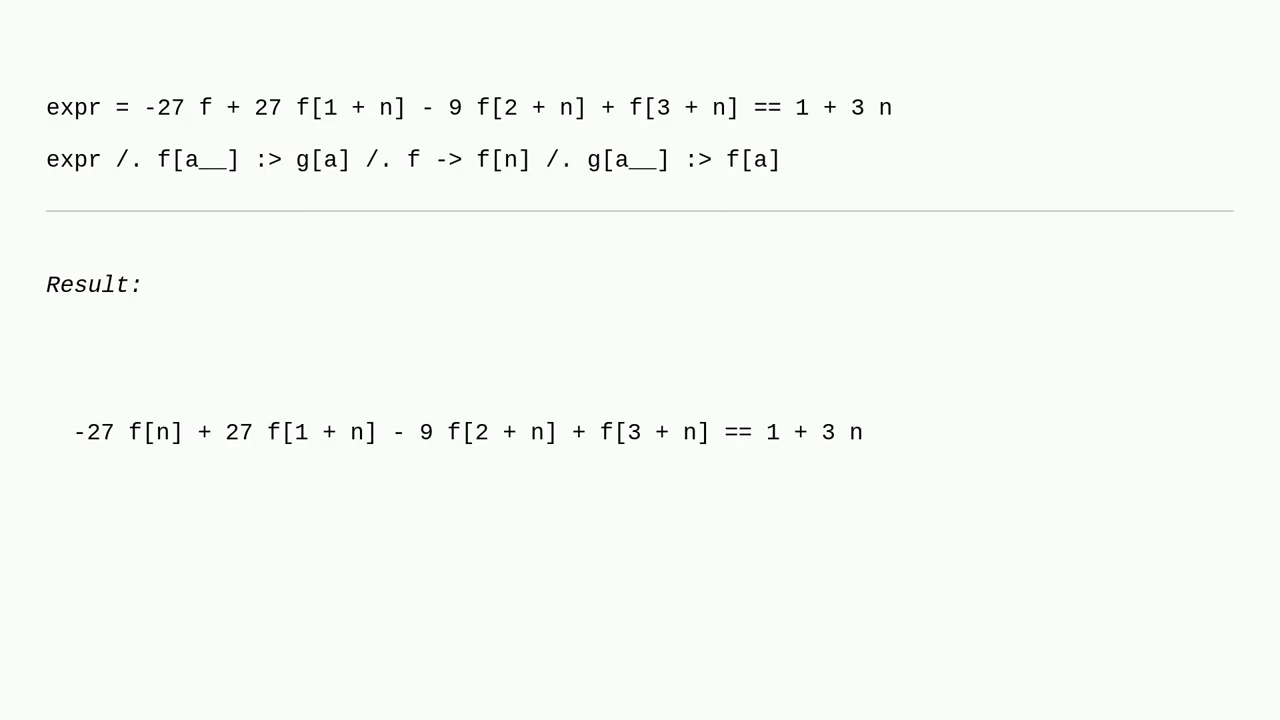 expr = -27 f + 27 f[1 + n] - 9 f[2 + n] + f[3 + n] == 1 + 3 n
expr /. f[a__] :> g[a] /. f -> f[n] /. g[a__] :> f[a]
Result:
-27 f[n] + 27 f[1 + n] - 9 f[2 + n] + f[3 + n] == 1 + 3 n